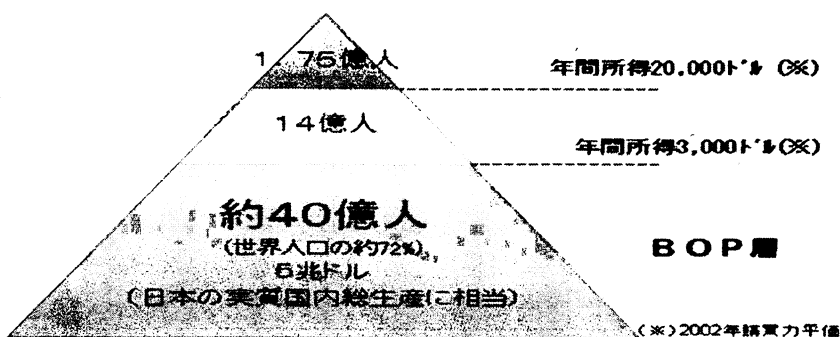 1.75億人
年間所得20,000ドル (※)
14億人
年間所得3,000ドル(※)
約40億人
(世界人口の約72%)
5兆ドル
(日本の実質国内総生産に相当)
BOP層
(※)2002年購買力平価